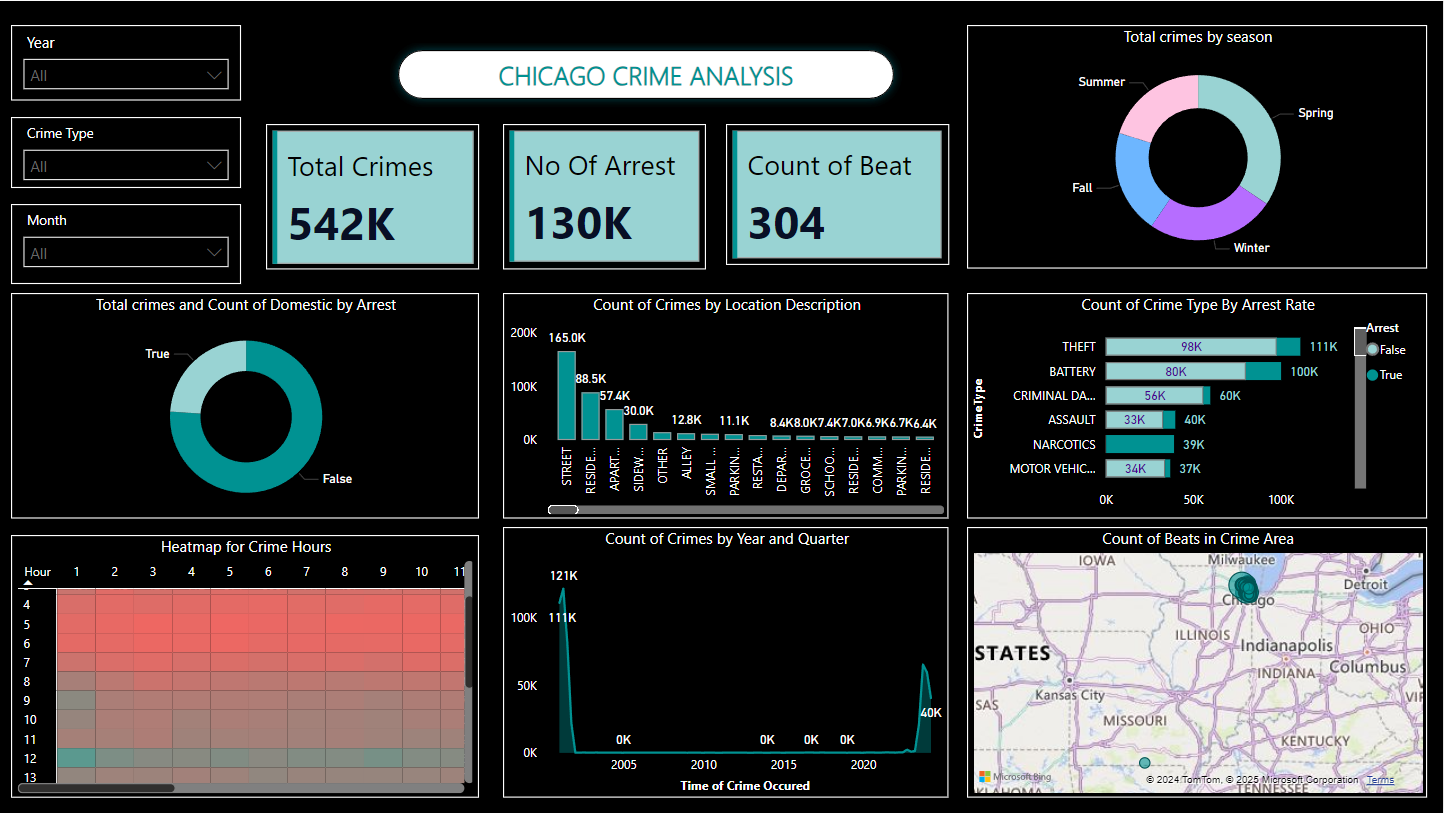 Year
All
Crime Type
All
Month
All
CHICAGO CRIME ANALYSIS
Total Crimes
542K
No Of Arrest
130K
Count of Beat
304
Total crimes by season
Summer
Spring
Fall
Winter
Total crimes and Count of Domestic by Arrest
True
False
Count of Crimes by Location Description
200K
100K
0K
165.0K
88.5K
57.4K
30.0K
12.8K
11.1K
8.4K
8.0K
7.4K
7.0K
6.9K
6.7K
6.4K
STREET
RESIDE...
APART...
SIDEW...
OTHER
ALLEY
SMALL ...
PARKIN...
RESTA...
DEPAR...
GROCE...
SCHOO...
RESIDE...
COMM...
PARKIN...
RESIDE...
Count of Crime Type By Arrest Rate
CrimeType
THEFT 98K 111K
BATTERY 80K 100K
CRIMINAL DA... 56K 60K
ASSAULT 33K 40K
NARCOTICS 39K
MOTOR VEHIC... 34K 37K
0K 50K 100K
Arrest
False
True
Heatmap for Crime Hours
Hour 1 2 3 4 5 6 7 8 9 10 11
4
5
6
7
8
9
10
11
12
13
Count of Crimes by Year and Quarter
100K
50K
0K
121K
111K
0K 0K 0K 0K
40K
2005 2010 2015 2020
Time of Crime Occured
Count of Beats in Crime Area
IOWA
Milwaukee
Detroit
Chicago
ILLINOIS
OHIO
Indianapolis
STATES
INDIANA
Columbus
Kansas City
SAS
MISSOURI
KENTUCKY
Microsoft Bing
© 2024 TomTom, © 2025 Microsoft Corporation Terms
KLAHOMA
TENNESSEE